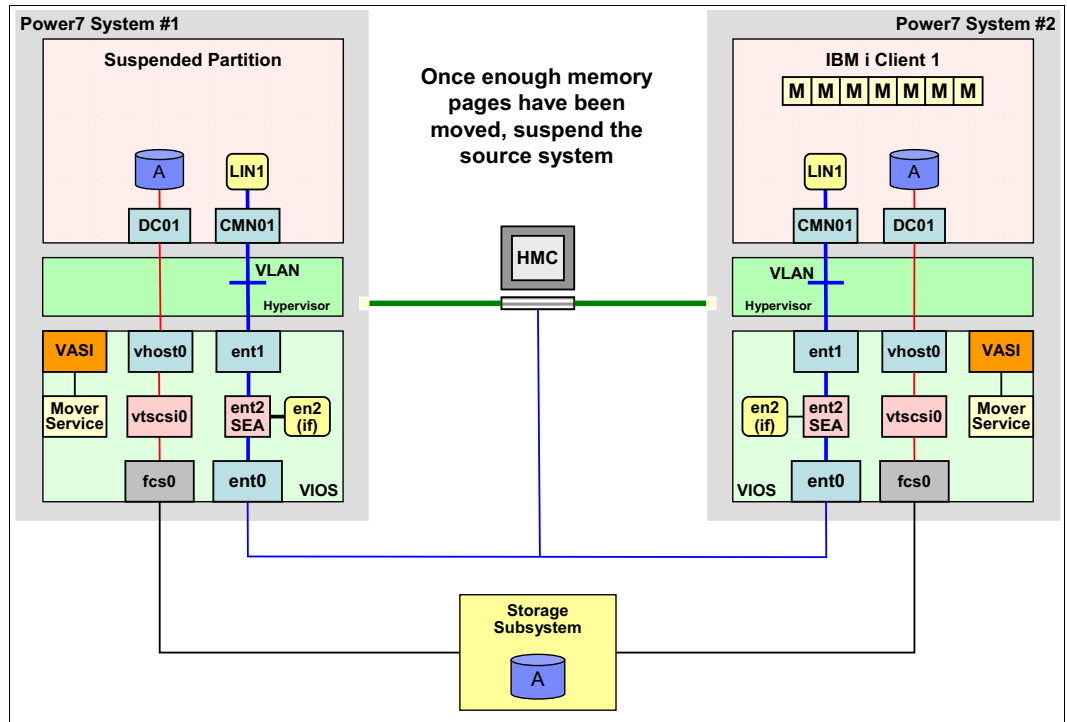 Power7 System #1
Suspended Partition
A
LIN1
DC01
CMN01
VLAN
Hypervisor
VASI
vhost0
ent1
Mover
Service
vtscsi0
ent2
SEA
en2
(if)
fcs0
ent0
VIOS
Once enough memory
pages have been
moved, suspend the
source system
HMC
Power7 System #2
IBM i Client 1
M M M M M M M
LIN1
A
CMN01
DC01
VLAN
Hypervisor
ent1
vhost0
VASI
en2
(if)
ent2
SEA
vtscsi0
Mover
Service
VIOS
ent0
fcs0
Storage
Subsystem
A